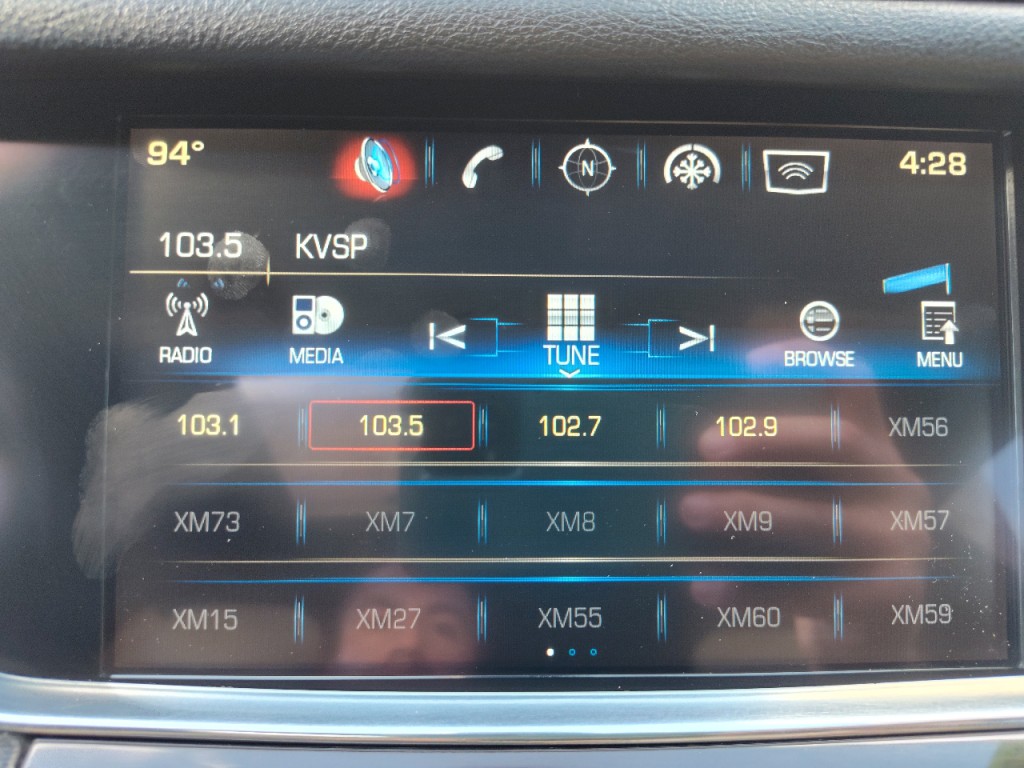 94° N 4:28
103.5 KVSP
RADIO MEDIA TUNE BROWSE MENU
103.1 103.5 102.7 102.9 XM56
XM73 XM7 XM8 XM9 XM57
XM15 XM27 XM55 XM60 XM59